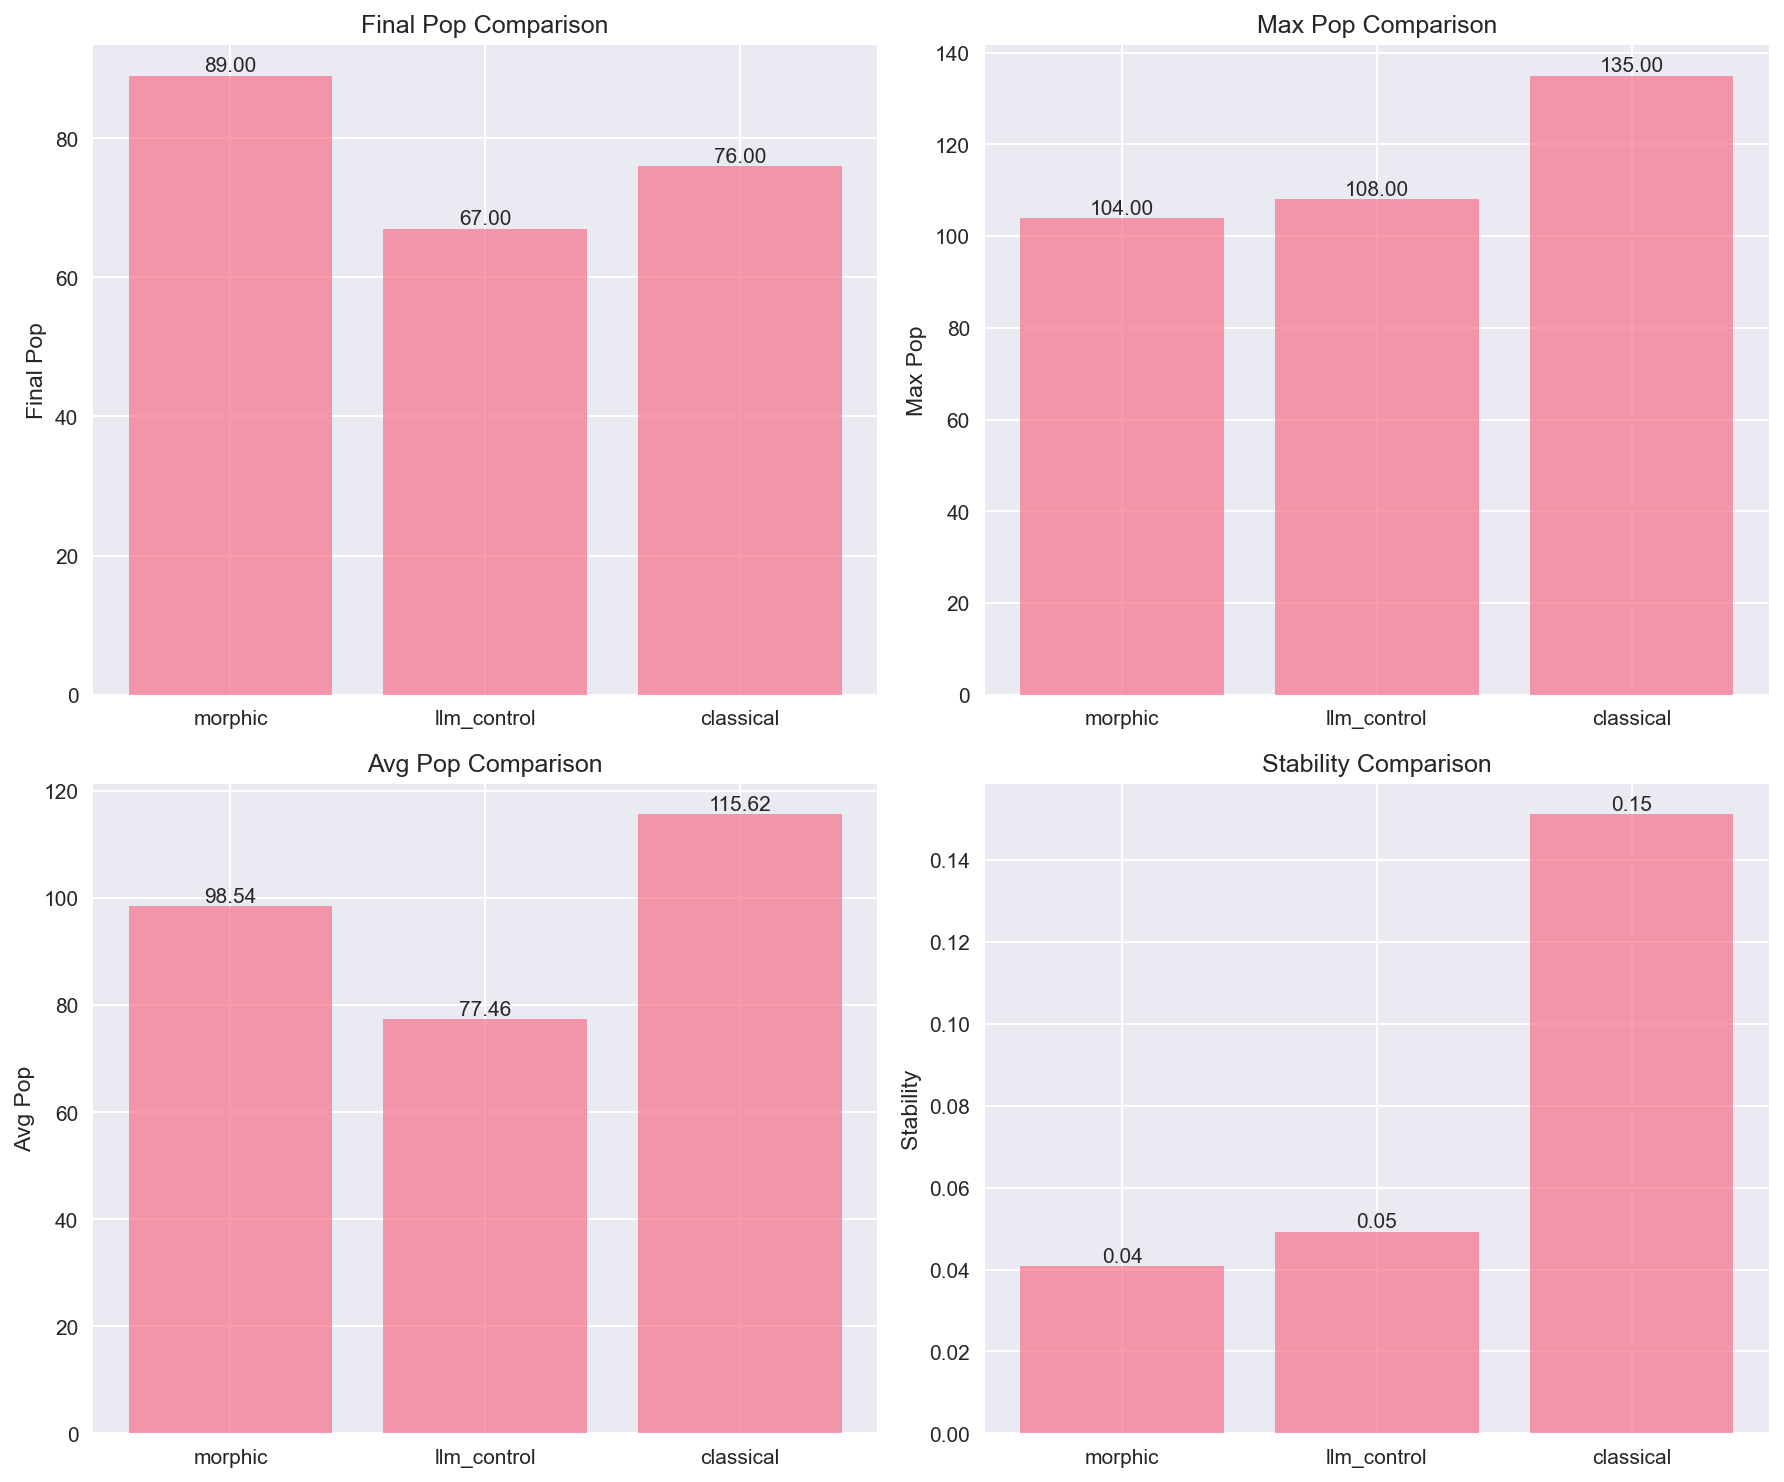 Final Pop Comparison
Final Pop
80
60
40
20
0
89.00
67.00
76.00
morphic
llm_control
classical
Max Pop Comparison
Max Pop
140
120
100
80
60
40
20
0
104.00
108.00
135.00
morphic
llm_control
classical
Avg Pop Comparison
Avg Pop
120
100
80
60
40
20
0
98.54
77.46
115.62
morphic
llm_control
classical
Stability Comparison
Stability
0.14
0.12
0.10
0.08
0.06
0.04
0.02
0.00
0.04
0.05
0.15
morphic
llm_control
classical